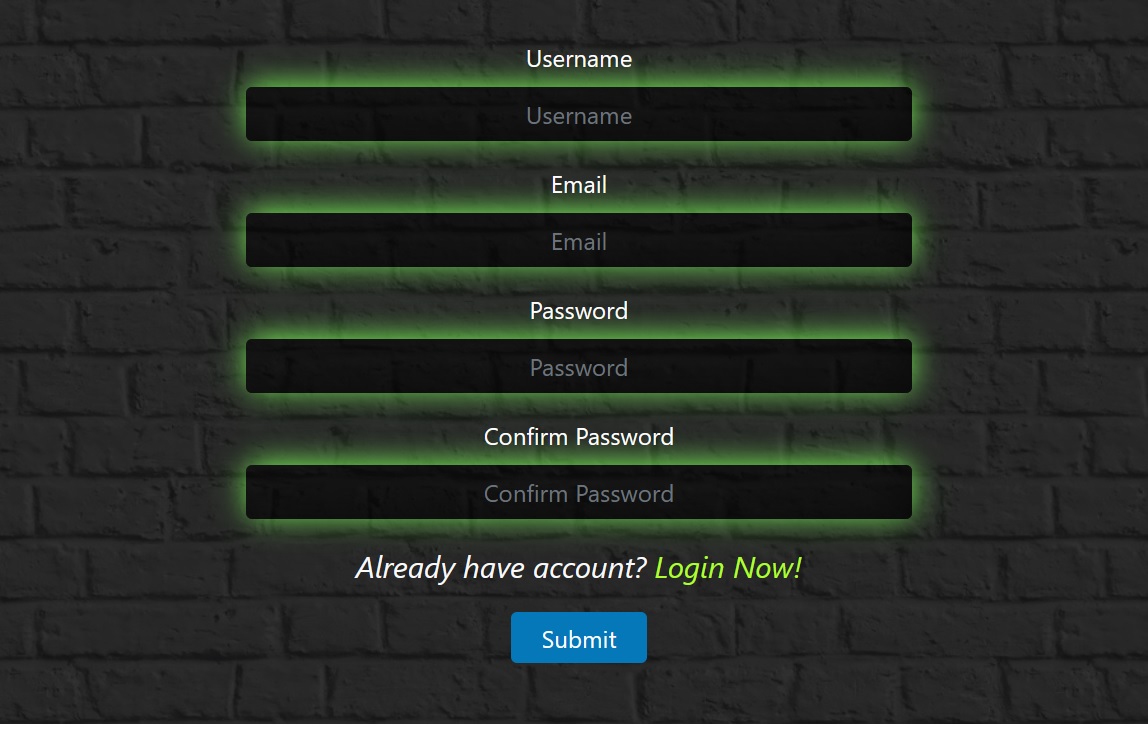 Username
Username
Email
Email
Password
Password
Confirm Password
Confirm Password
Already have account? Login Now!
Submit